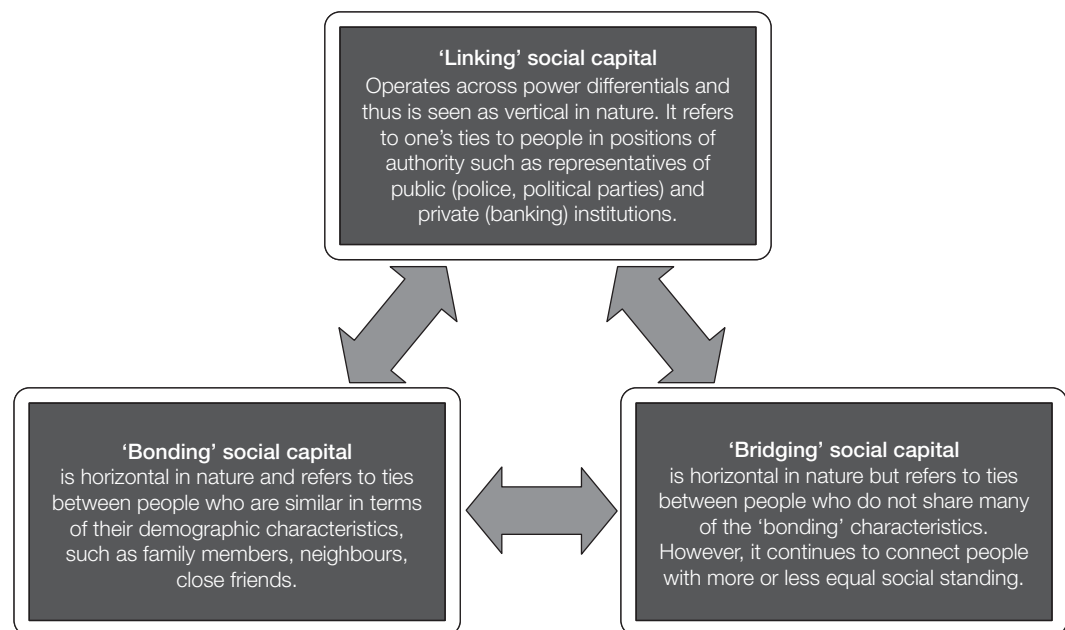 ‘Linking’ social capital
Operates across power differentials and
thus is seen as vertical in nature. It refers
to one’s ties to people in positions of
authority such as representatives of
public (police, political parties) and
private (banking) institutions.
‘Bonding’ social capital
is horizontal in nature and refers to ties
between people who are similar in terms
of their demographic characteristics,
such as family members, neighbours,
close friends.
‘Bridging’ social capital
is horizontal in nature but refers to ties
between people who do not share many
of the ‘bonding’ characteristics.
However, it continues to connect people
with more or less equal social standing.